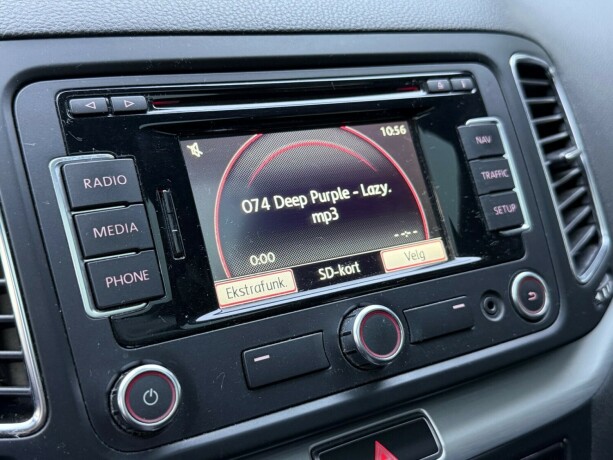 RADIO
MEDIA
PHONE
10:56
074 Deep Purple - Lazy.
mp3
0:00
--:--
Ekstrafunk.
SD-kort
Velg
NAV
TRAFFIC
SETUP